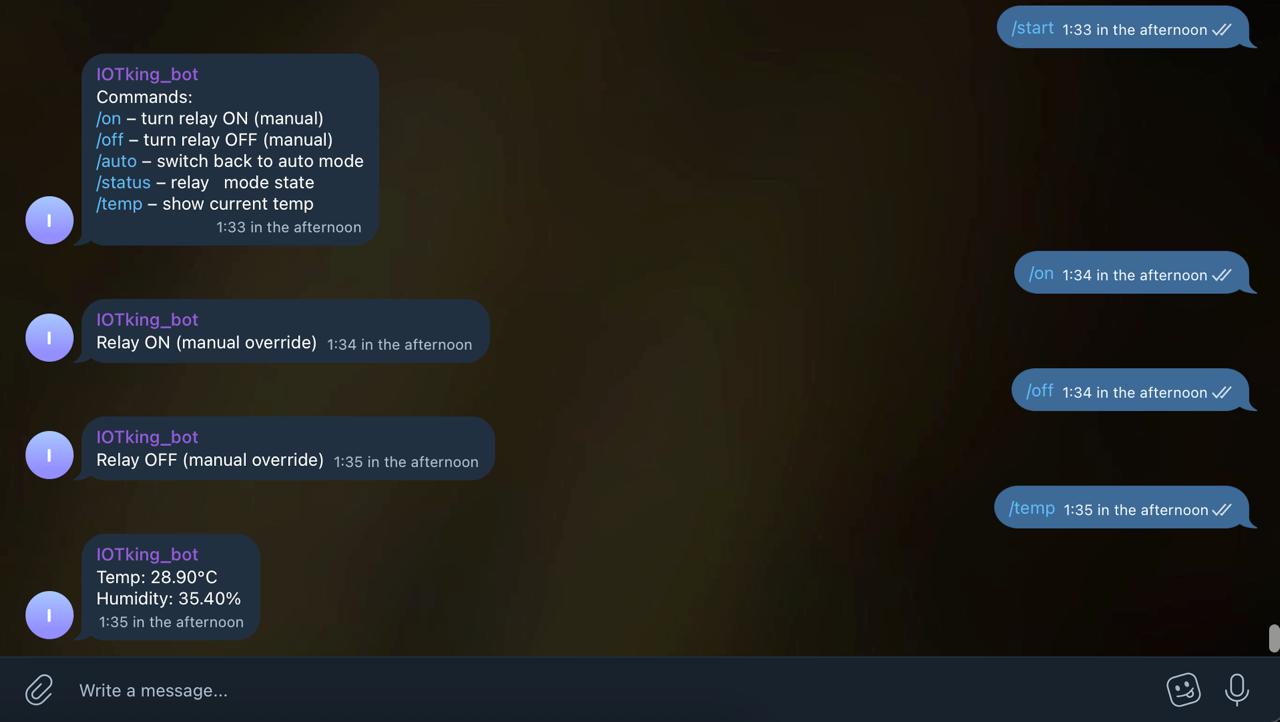 /start 1:33 in the afternoon
IOTking_bot
Commands:
/on – turn relay ON (manual)
/off – turn relay OFF (manual)
/auto – switch back to auto mode
/status – relay   mode state
/temp – show current temp
1:33 in the afternoon
I
/on 1:34 in the afternoon
IOTking_bot
Relay ON (manual override) 1:34 in the afternoon
I
/off 1:34 in the afternoon
IOTking_bot
Relay OFF (manual override) 1:35 in the afternoon
I
/temp 1:35 in the afternoon
IOTking_bot
Temp: 28.90°C
Humidity: 35.40%
1:35 in the afternoon
I
Write a message...